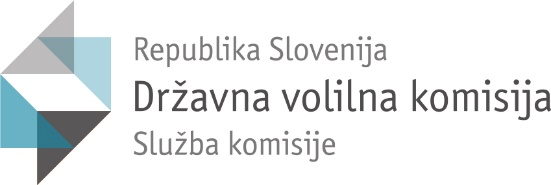 Republika Slovenija
Državna volilna komisija
Služba komisije